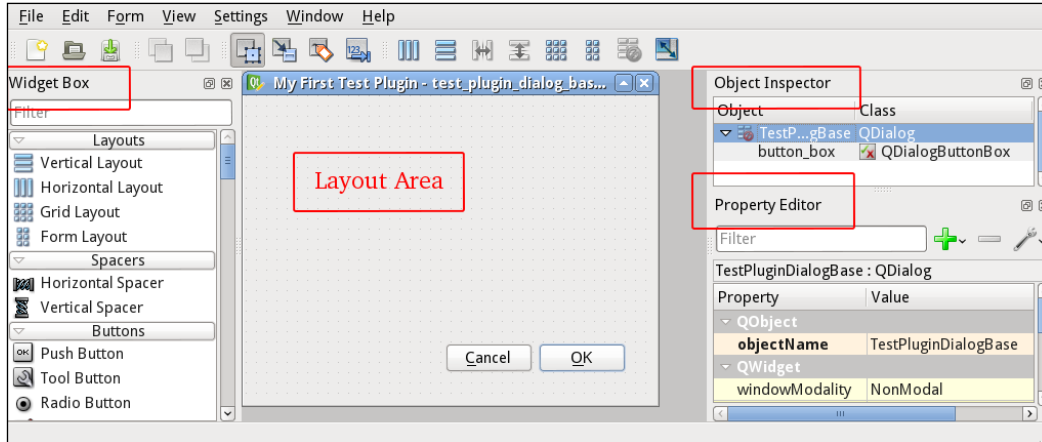 File Edit Form View Settings Window Help
123
Widget Box
Filter
Layouts
Vertical Layout
Horizontal Layout
Grid Layout
Form Layout
Spacers
Horizontal Spacer
Vertical Spacer
Buttons
OK Push Button
Tool Button
Radio Button
My First Test Plugin - test_plugin_dialog_bas...
Layout Area
Cancel OK
Object Inspector
Object Class
TestP...gBase QDialog
button_box QDialogButtonBox
Property Editor
Filter
TestPluginDialogBase : QDialog
Property Value
QObject
objectName TestPluginDialogBase
QWidget
windowModality NonModal